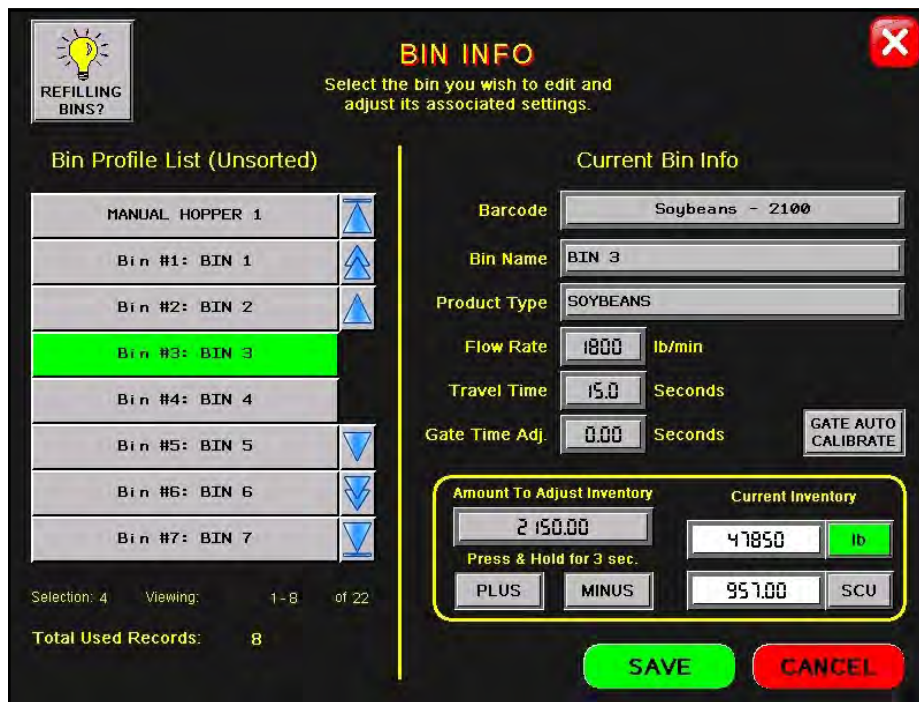 REFILLING
BINS?
BIN INFO
Select the bin you wish to edit and
adjust its associated settings.
Bin Profile List (Unsorted)
MANUAL HOPPER 1
Bin #1: BIN 1
Bin #2: BIN 2
Bin #3: BIN 3
Bin #4: BIN 4
Bin #5: BIN 5
Bin #6: BIN 6
Bin #7: BIN 7
Selection: 4 Viewing: 1-8 of 22
Total Used Records: 8
Current Bin Info
Barcode Soybeans - 2100
Bin Name BIN 3
Product Type SOYBEANS
Flow Rate 1800 lb/min
Travel Time 15.0 Seconds
Gate Time Adj. 0.00 Seconds
GATE AUTO
CALIBRATE
Amount To Adjust Inventory
2150.00
Press & Hold for 3 sec.
PLUS MINUS
Current Inventory
47850 lb
957.00 SCU
SAVE CANCEL